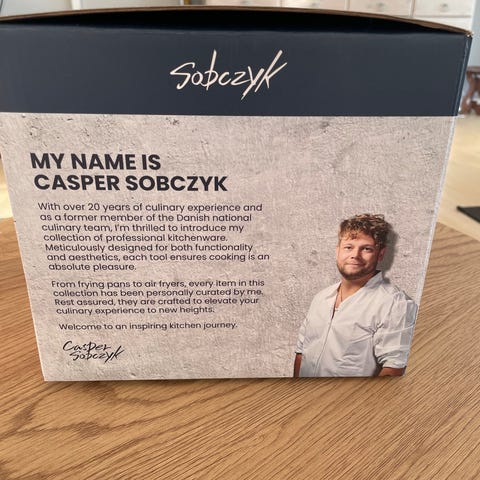 Sobczyk
MY NAME IS
CASPER SOBCZYK
With over 20 years of culinary experience and
as a former member of the Danish national
culinary team, I'm thrilled to introduce my
collection of professional kitchenware.
Meticulously designed for both functionality
and aesthetics, each tool ensures cooking is an
absolute pleasure.
From frying pans to air fryers, every item in this
collection has been personally curated by me.
Rest assured, they are crafted to elevate your
culinary experience to new heights.
Welcome to an inspiring kitchen journey.
Casper
Sobczyk